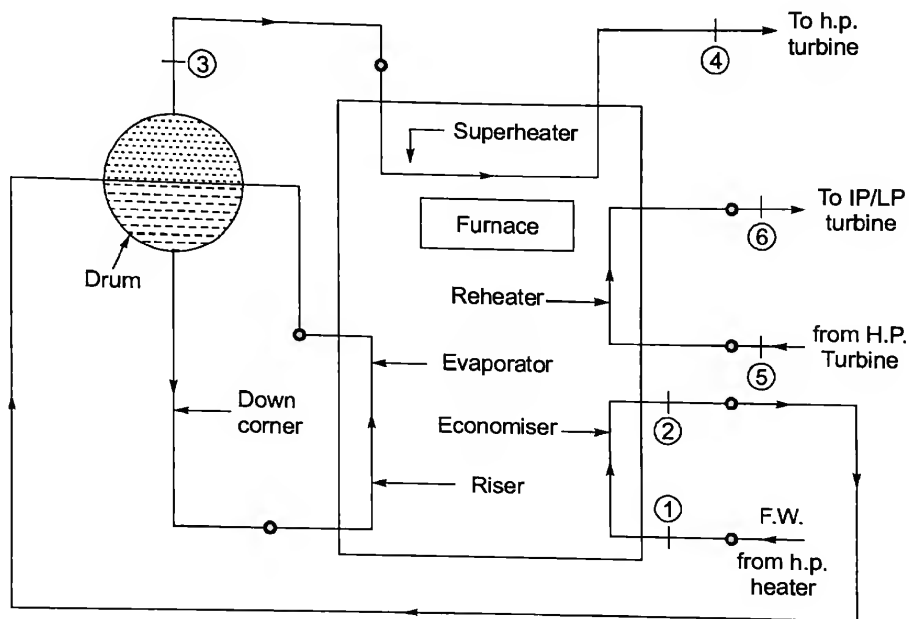 To h.p.
turbine
③
④
Superheater
To IP/LP
turbine
Furnace
⑥
Drum
Reheater
from H.P.
Turbine
Evaporator
⑤
Down
corner
Economiser
②
Riser
①
F.W.
from h.p.
heater